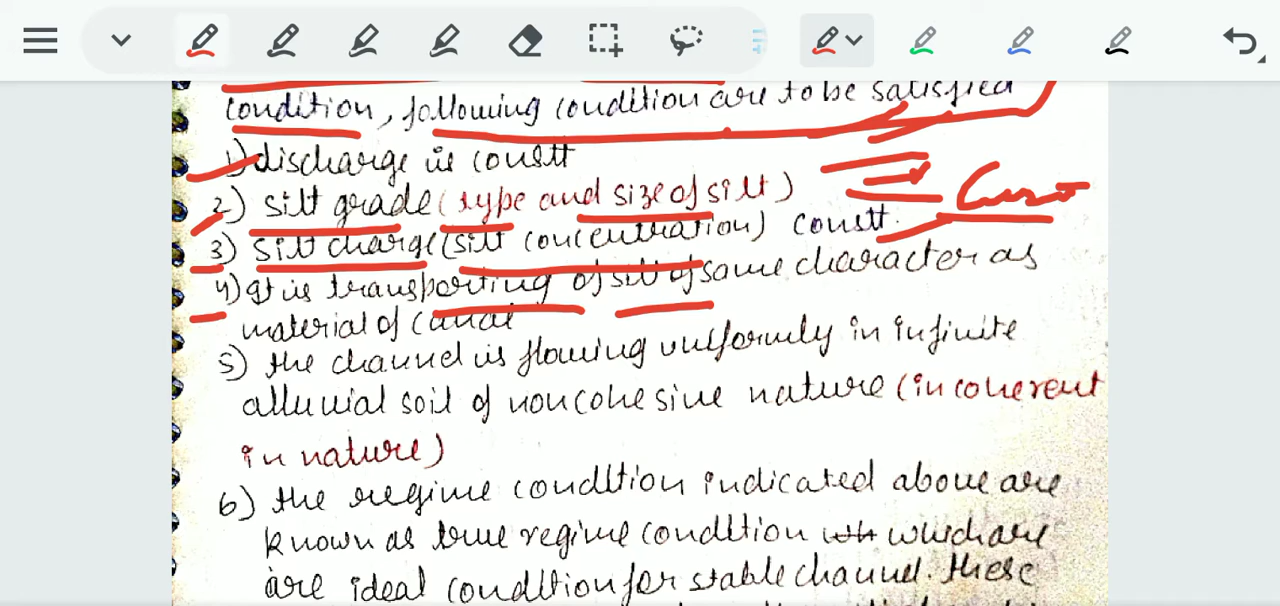 condition, following condition are to be satisfied
1) discharge is constt
2) silt grade (type and size of silt)
3) silt charge (silt concentration) constt.
4) It is transporting of silt of same character as
material of canal
5) the channel is flowing uniformly in infinite
alluvial soil of noncohesive nature (incoherent
in nature)
6) the regime condition indicated above are
known as true regime condition which are
are ideal condition for stable channel. these